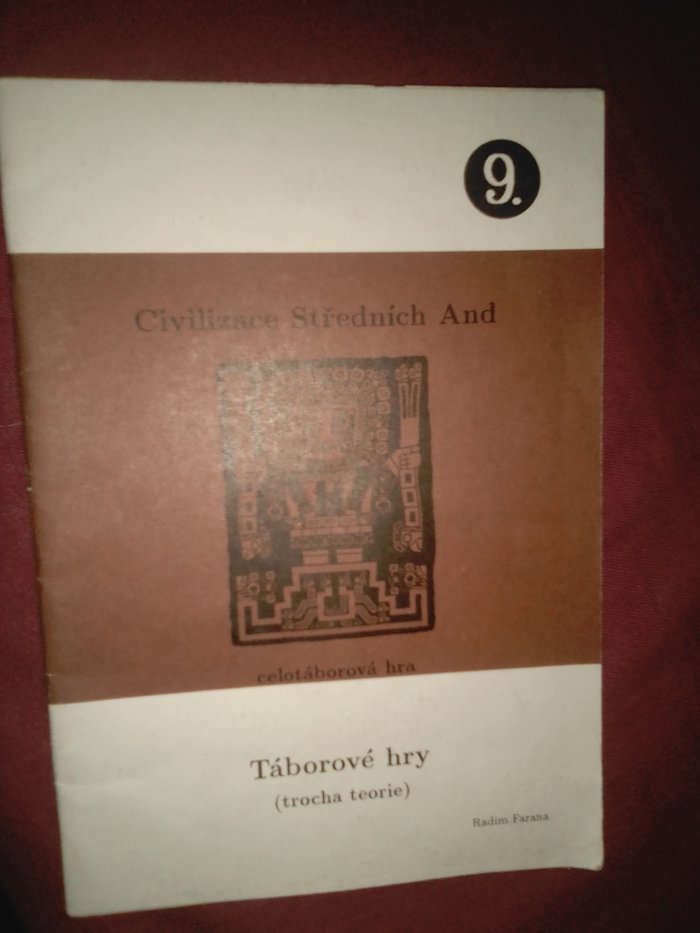 9.
Civilizace Středních And
celotáborová hra
Táborové hry
(trocha teorie)
Radim Farana